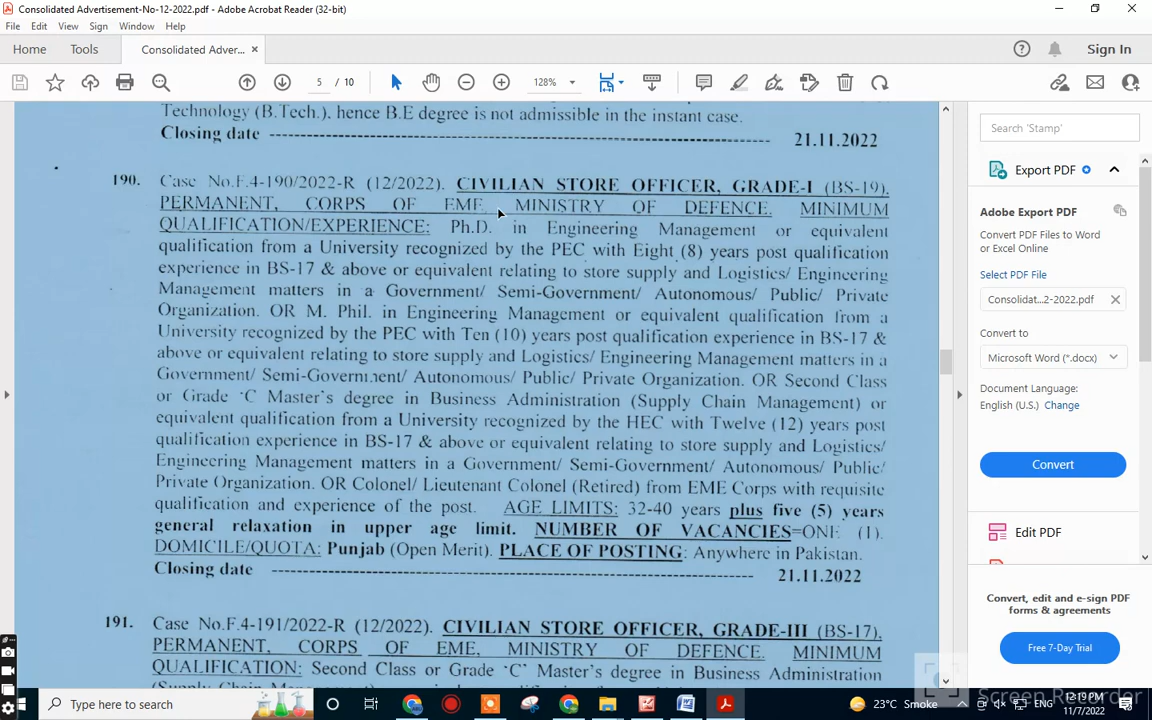 Consolidated Advertisement-No-12-2022.pdf - Adobe Acrobat Reader (32-bit)
File Edit View Sign Window Help
Home Tools Consolidated Adver... × Sign In
5 / 10 128%
Technology (B.Tech.), hence B.E degree is not admissible in the instant case.
Closing date ---------------------------------------------------------------- 21.11.2022
190. Case No.F.4-190/2022-R (12/2022). CIVILIAN STORE OFFICER, GRADE-I (BS-19),
PERMANENT, CORPS OF EME, MINISTRY OF DEFENCE. MINIMUM
QUALIFICATION/EXPERIENCE: Ph.D. in Engineering Management or equivalent
qualification from a University recognized by the PEC with Eight (8) years post qualification
experience in BS-17 & above or equivalent relating to store supply and Logistics/ Engineering
Management matters in a Government/ Semi-Government/ Autonomous/ Public/ Private
Organization. OR M. Phil. in Engineering Management or equivalent qualification from a
University recognized by the PEC with Ten (10) years post qualification experience in BS-17 &
above or equivalent relating to store supply and Logistics/ Engineering Management matters in a
Government/ Semi-Government/ Autonomous/ Public/ Private Organization. OR Second Class
or Grade 'C' Master's degree in Business Administration (Supply Chain Management) or
equivalent qualification from a University recognized by the HEC with Twelve (12) years post
qualification experience in BS-17 & above or equivalent relating to store supply and Logistics/
Engineering Management matters in a Government/ Semi-Government/ Autonomous/ Public/
Private Organization. OR Colonel/ Lieutenant Colonel (Retired) from EME Corps with requisite
qualification and experience of the post. AGE LIMITS: 32-40 years plus five (5) years
general relaxation in upper age limit. NUMBER OF VACANCIES=ONE (1).
DOMICILE/QUOTA: Punjab (Open Merit). PLACE OF POSTING: Anywhere in Pakistan.
Closing date ------------------------------------------------------------- 21.11.2022
191. Case No.F.4-191/2022-R (12/2022). CIVILIAN STORE OFFICER, GRADE-III (BS-17),
PERMANENT, CORPS OF EME, MINISTRY OF DEFENCE. MINIMUM
QUALIFICATION: Second Class or Grade 'C' Master's degree in Business Administration
Search 'Stamp'
Export PDF
Adobe Export PDF
Convert PDF Files to Word
or Excel Online
Select PDF File
Consolidat...2-2022.pdf ×
Convert to
Microsoft Word (*.docx)
Document Language:
English (U.S.) Change
Convert
Edit PDF
Convert, edit and e-sign PDF
forms & agreements
Free 7-Day Trial
Screen Recorder
Type here to search
23°C Smoke
ENG
12:19 PM
11/7/2022